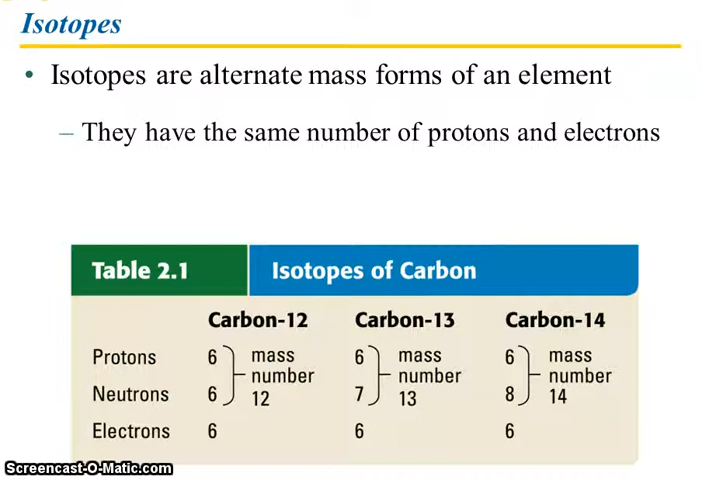 Isotopes
• Isotopes are alternate mass forms of an element
– They have the same number of protons and electrons
Table 2.1 Isotopes of Carbon
Carbon-12 Carbon-13 Carbon-14
Protons 6 mass 6 mass 6 mass
number number number
Neutrons 6 12 7 13 8 14
Electrons 6 6 6
Screencast-O-Matic.com